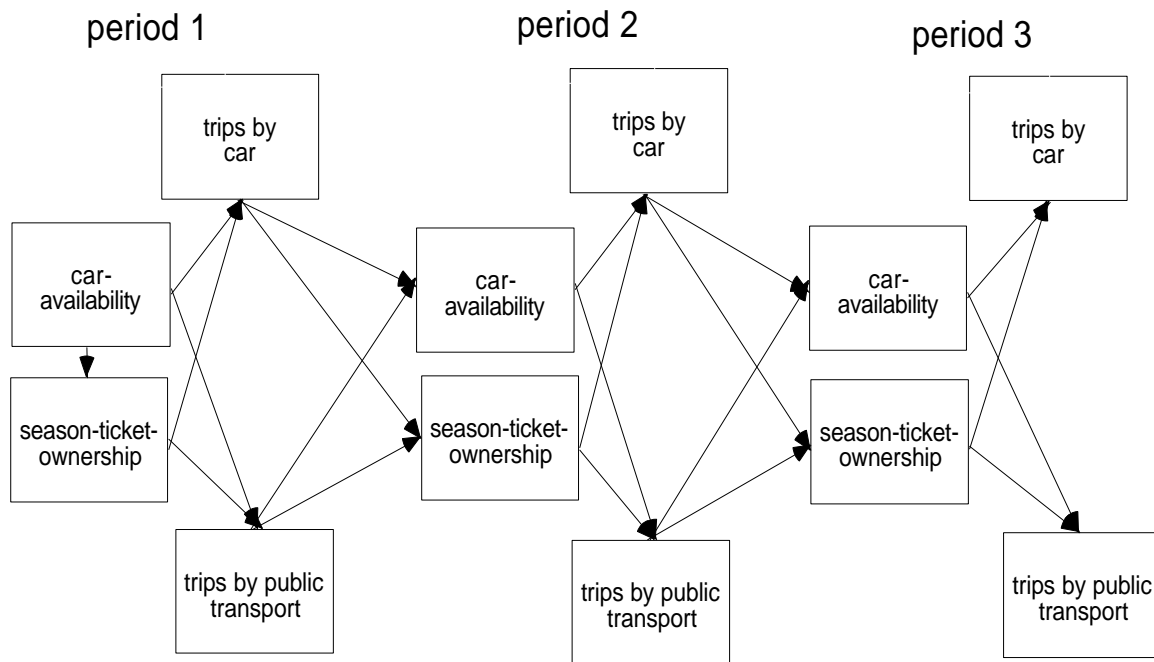 period 1
period 2
period 3
trips by
car
trips by
car
trips by
car
car-
availability
car-
availability
car-
availability
season-ticket-
ownership
season-ticket-
ownership
season-ticket-
ownership
trips by public
transport
trips by public
transport
trips by public
transport